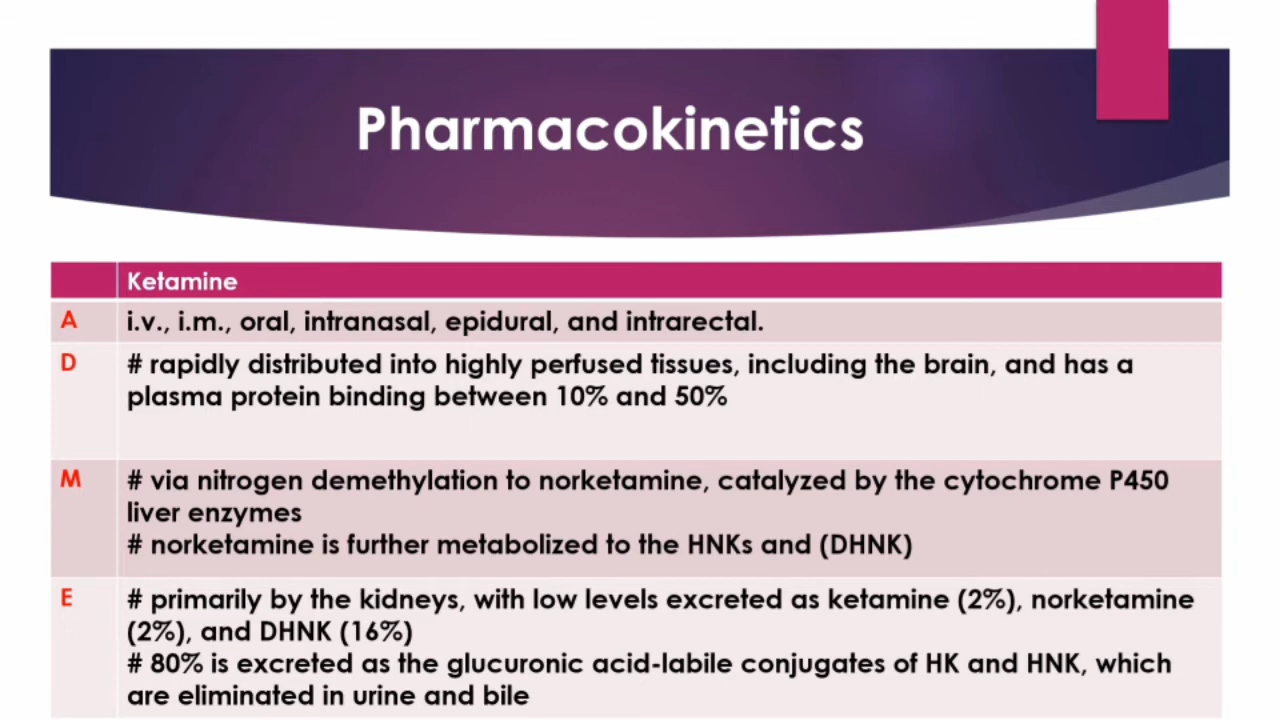 Pharmacokinetics
Ketamine
A
i.v., i.m., oral, intranasal, epidural, and intrarectal.
D
# rapidly distributed into highly perfused tissues, including the brain, and has a
plasma protein binding between 10% and 50%
M
# via nitrogen demethylation to norketamine, catalyzed by the cytochrome P450
liver enzymes
# norketamine is further metabolized to the HNKs and (DHNK)
E
# primarily by the kidneys, with low levels excreted as ketamine (2%), norketamine
(2%), and DHNK (16%)
# 80% is excreted as the glucuronic acid-labile conjugates of HK and HNK, which
are eliminated in urine and bile